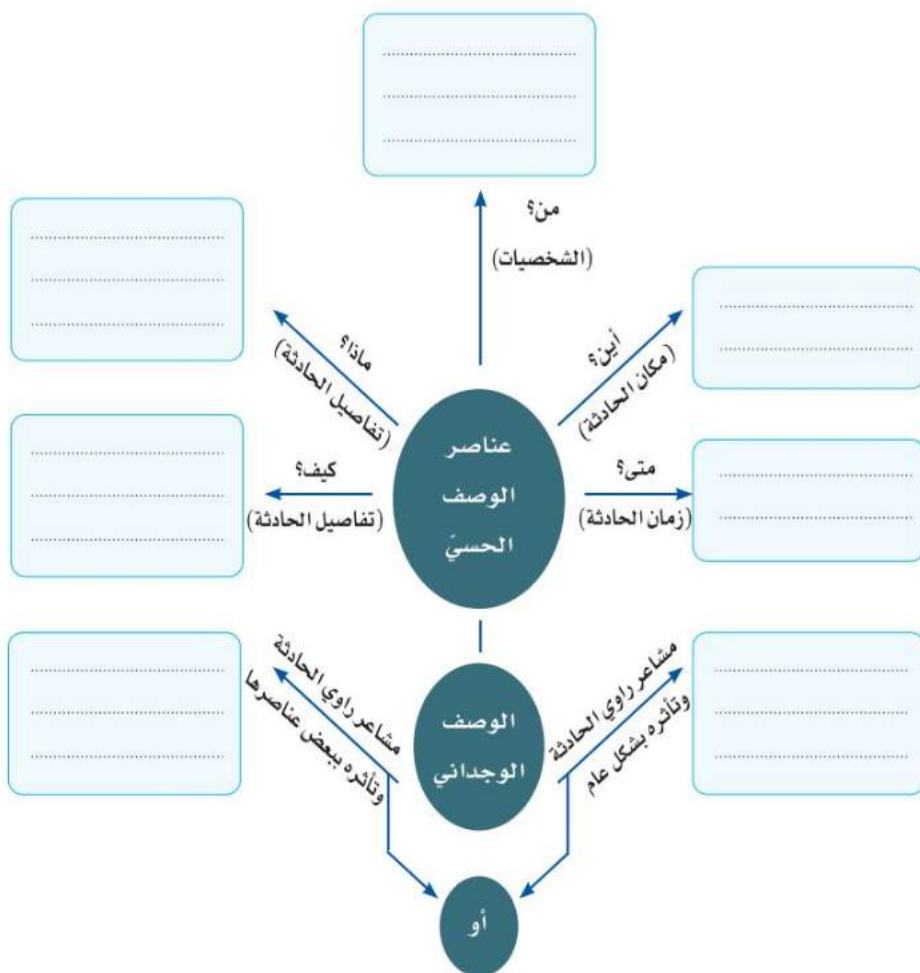 من؟
(الشخصيات)
أين؟
(مكان الحادثة)
ماذا؟
(تفاصيل الحادثة)
عناصر
الوصف
الحسيّ
متى؟
(زمان الحادثة)
كيف؟
(تفاصيل الحادثة)
مشاعر راوي الحادثة
وتأثره بشكل عام
الوصف
الوجداني
مشاعر راوي الحادثة
وتأثره ببعض عناصرها
أو